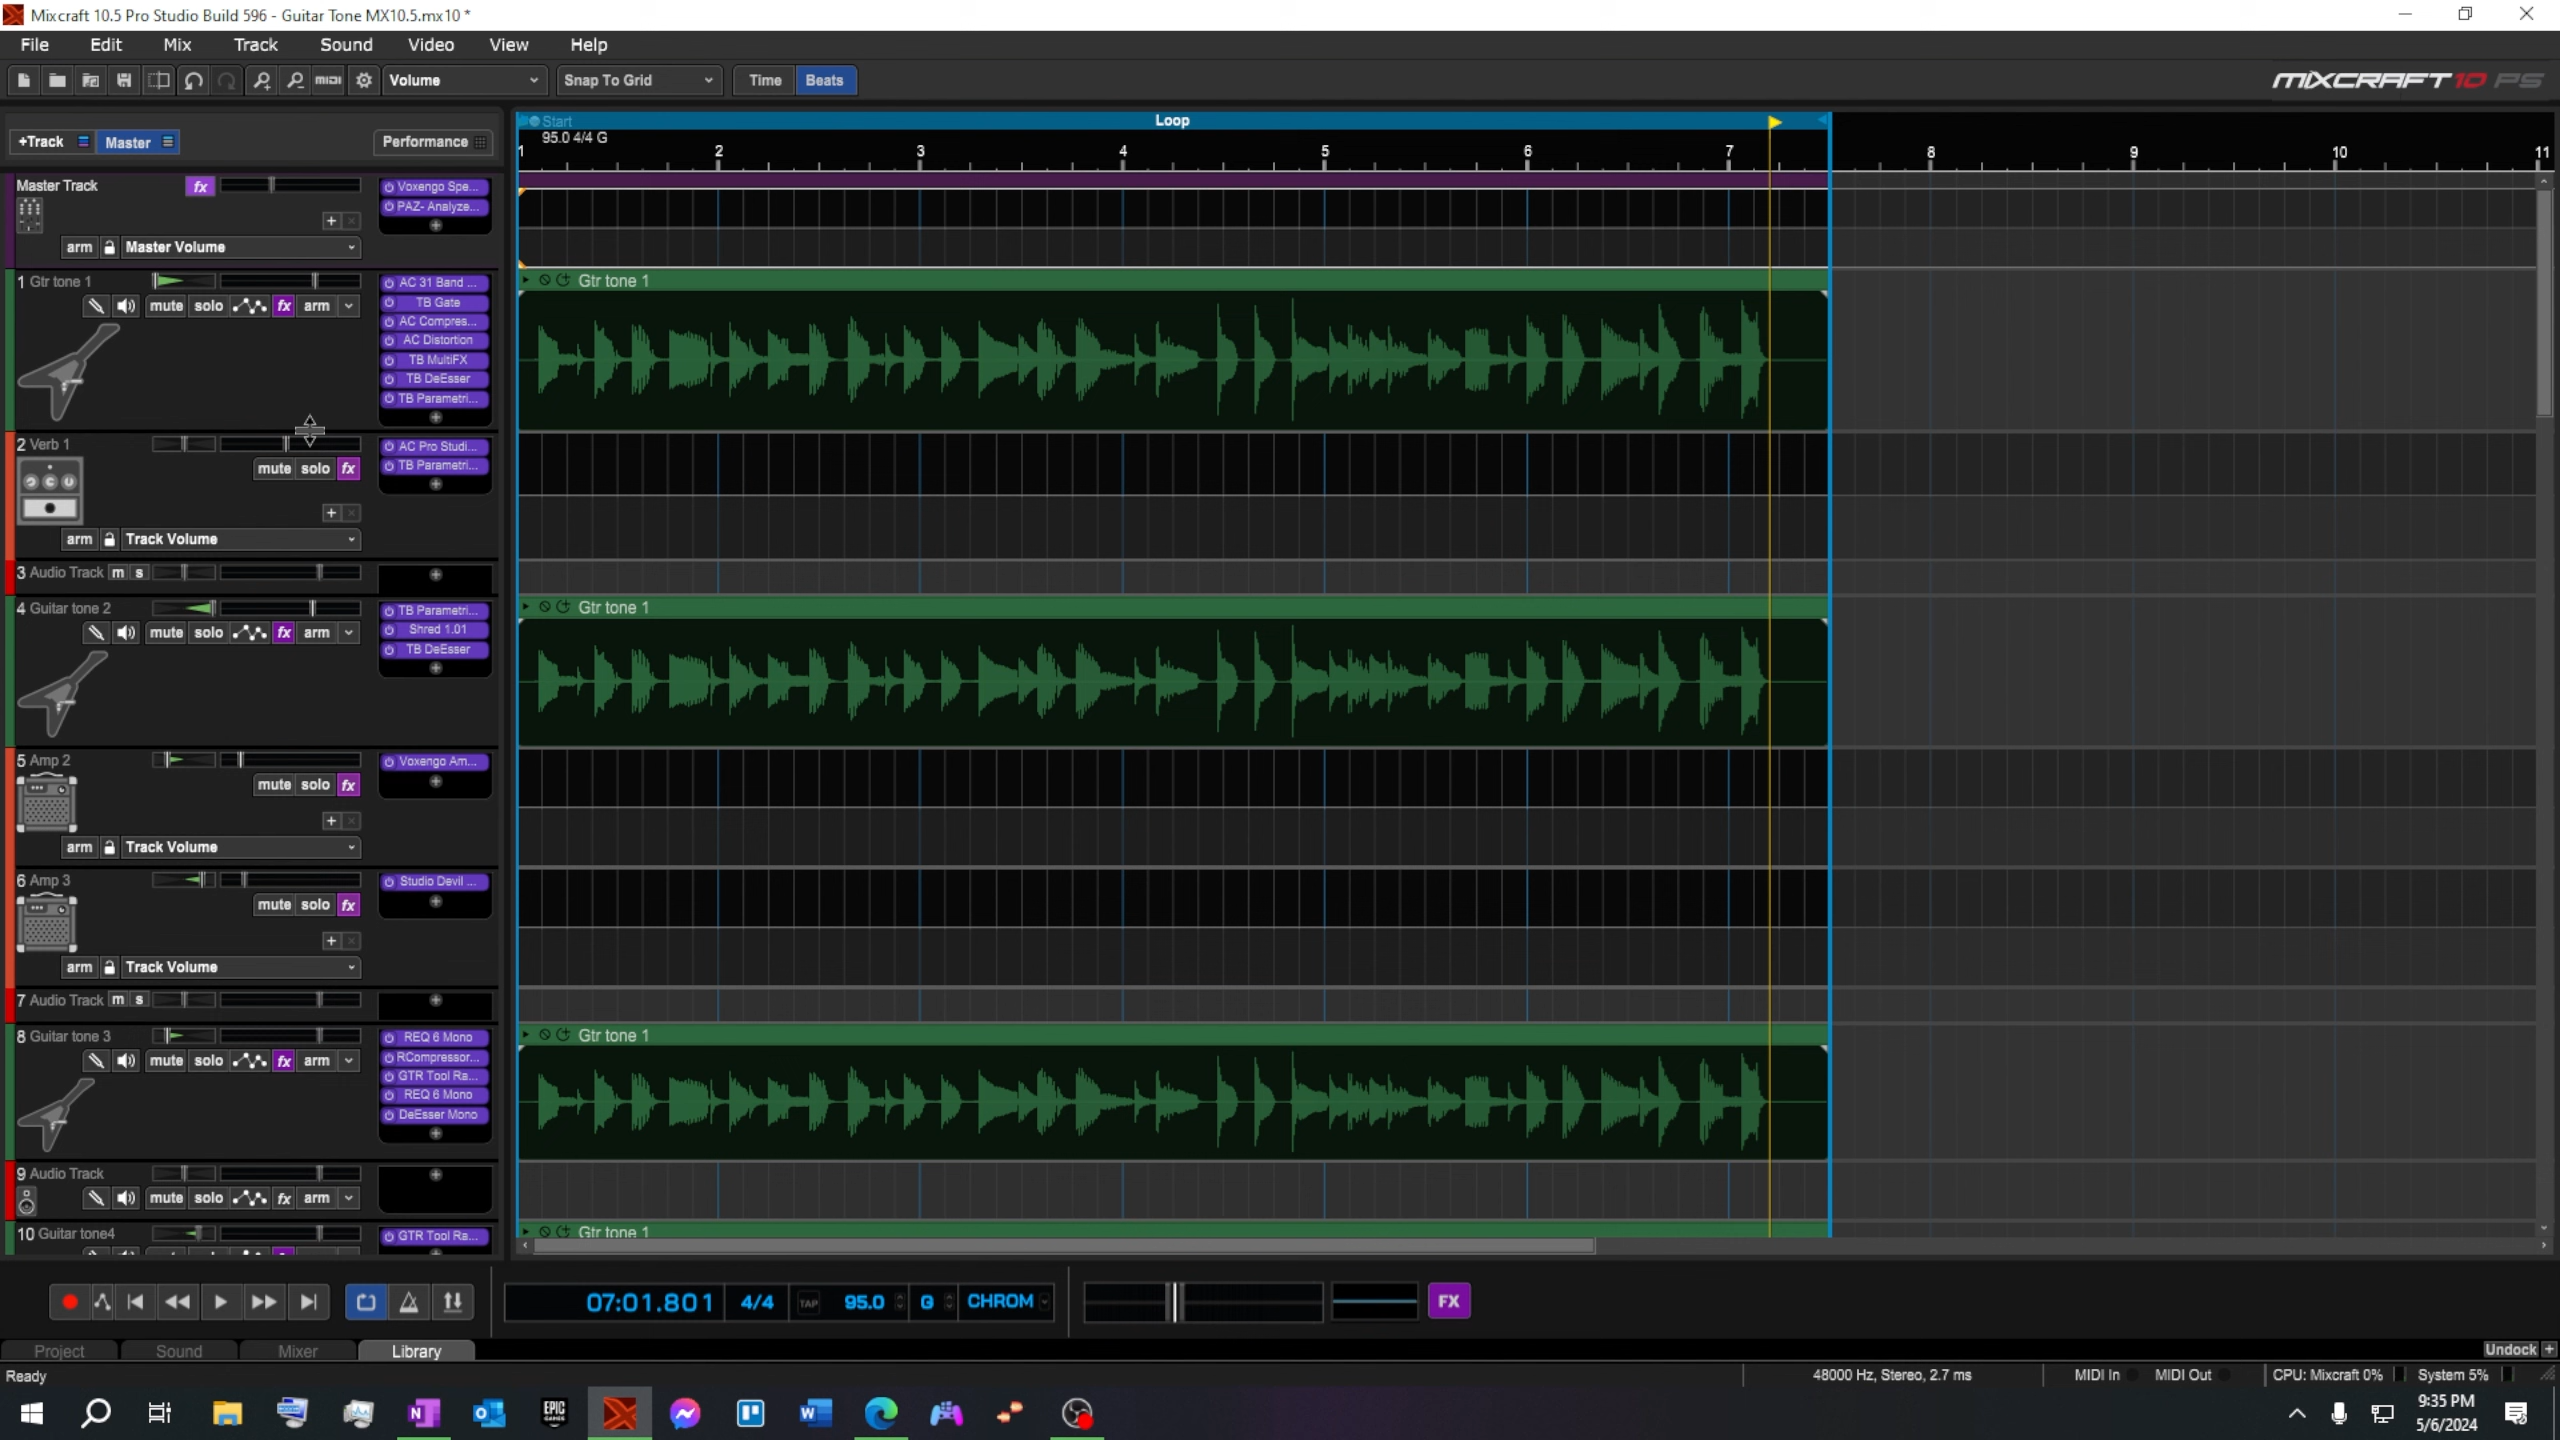 Mixcraft 10.5 Pro Studio Build 596 - Guitar Tone MX10.5.mx10 *
File Edit Mix Track Sound Video View Help
MIDI Volume Snap To Grid Time Beats MIXCRAFT 10 PS
+Track Master Performance
Start Loop
95.0 4/4 G
1 2 3 4 5 6 7 8 9 10 11
Master Track fx Voxengo Spe...
PAZ- Analyze...
arm Master Volume
1 Gtr tone 1 AC 31 Band ... Gtr tone 1
mute solo fx arm TB Gate
AC Compres...
AC Distortion
TB MultiFX
TB DeEsser
TB Parametri...
2 Verb 1 AC Pro Studi...
mute solo fx TB Parametri...
arm Track Volume
3 Audio Track m s
4 Guitar tone 2 TB Parametri... Gtr tone 1
mute solo fx arm Shred 1.01
TB DeEsser
5 Amp 2 Voxengo Am...
mute solo fx
arm Track Volume
6 Amp 3 Studio Devil ...
mute solo fx
arm Track Volume
7 Audio Track m s
8 Guitar tone 3 REQ 6 Mono Gtr tone 1
mute solo fx arm RCompressor...
GTR Tool Ra...
REQ 6 Mono
DeEsser Mono
9 Audio Track
mute solo fx arm
10 Guitar tone4 GTR Tool Ra... Gtr tone 1
07:01.801 4/4 TAP 95.0 G CHROM FX
Project Sound Mixer Library Undock +
Ready 48000 Hz, Stereo, 2.7 ms MIDI In MIDI Out CPU: Mixcraft 0% System 5%
EPIC GAMES
9:35 PM
5/6/2024